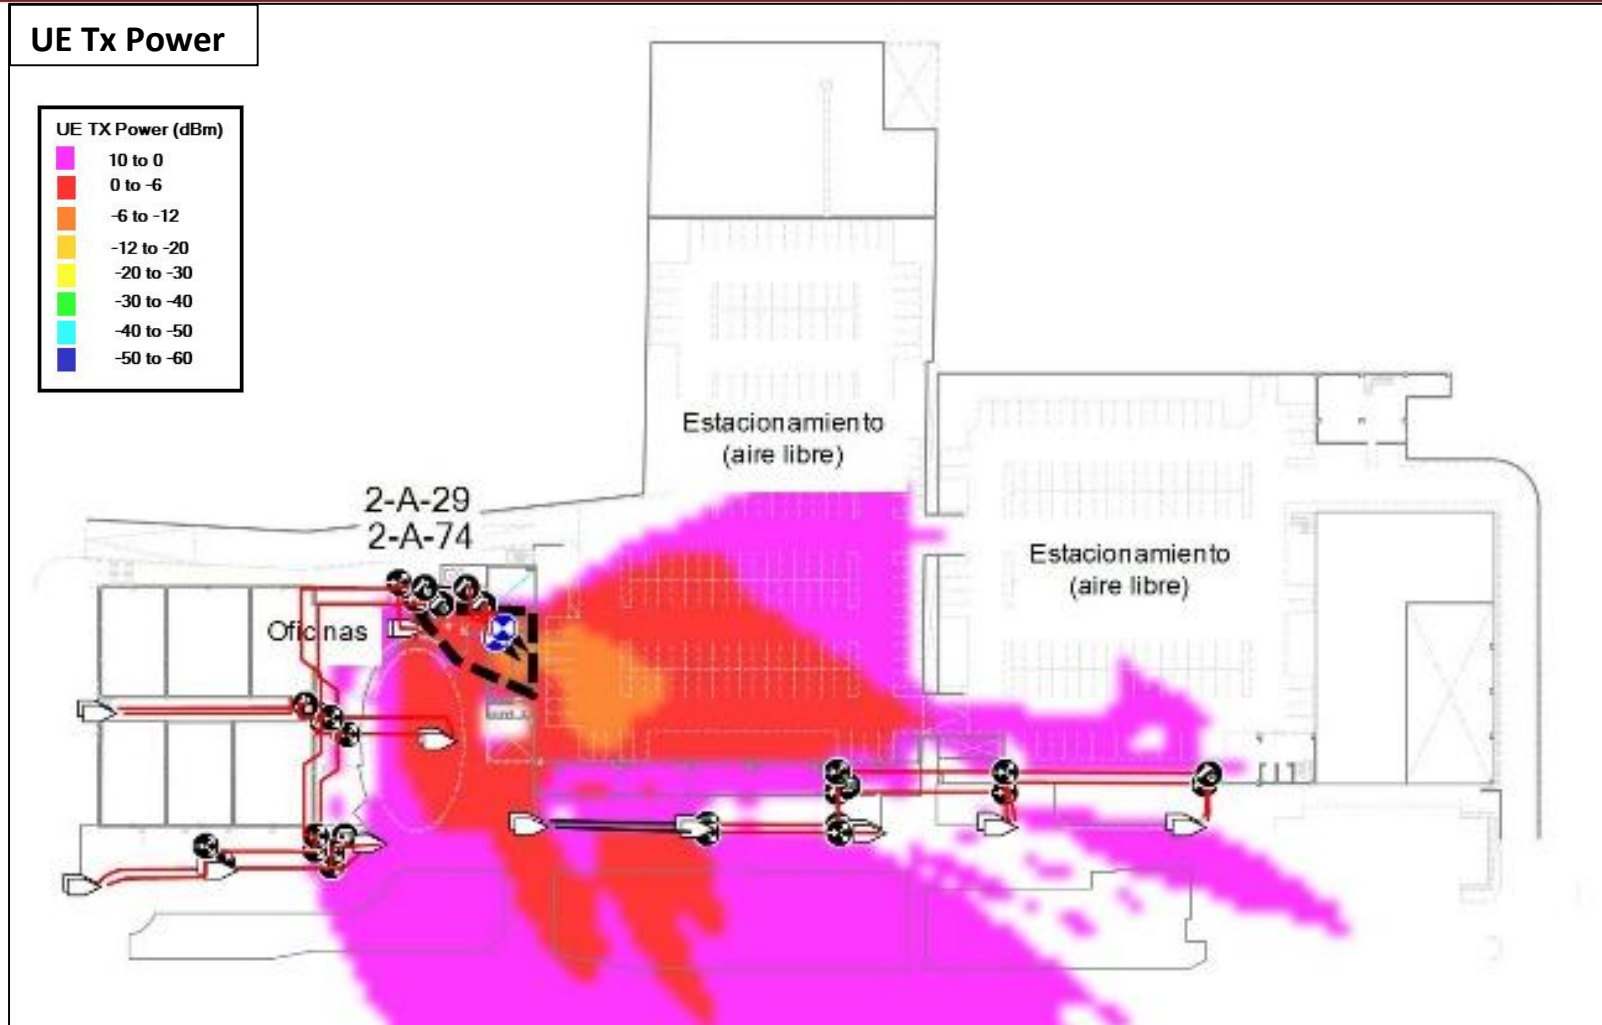 UE Tx Power
UE TX Power (dBm)
10 to 0
0 to -6
-6 to -12
-12 to -20
-20 to -30
-30 to -40
-40 to -50
-50 to -60
Estacionamiento
(aire libre)
2-A-29
2-A-74
Estacionamiento
(aire libre)
Oficinas